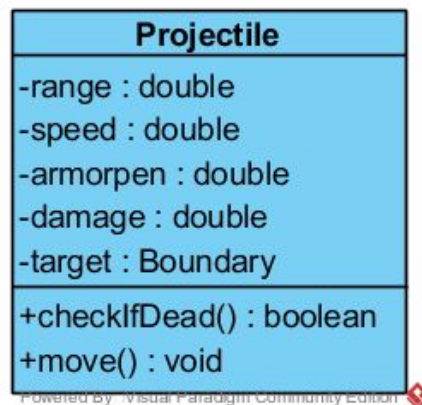 Projectile
-range : double
-speed : double
-armorpen : double
-damage : double
-target : Boundary
+checkIfDead() : boolean
+move() : void
Powered By Visual Paradigm Community Edition